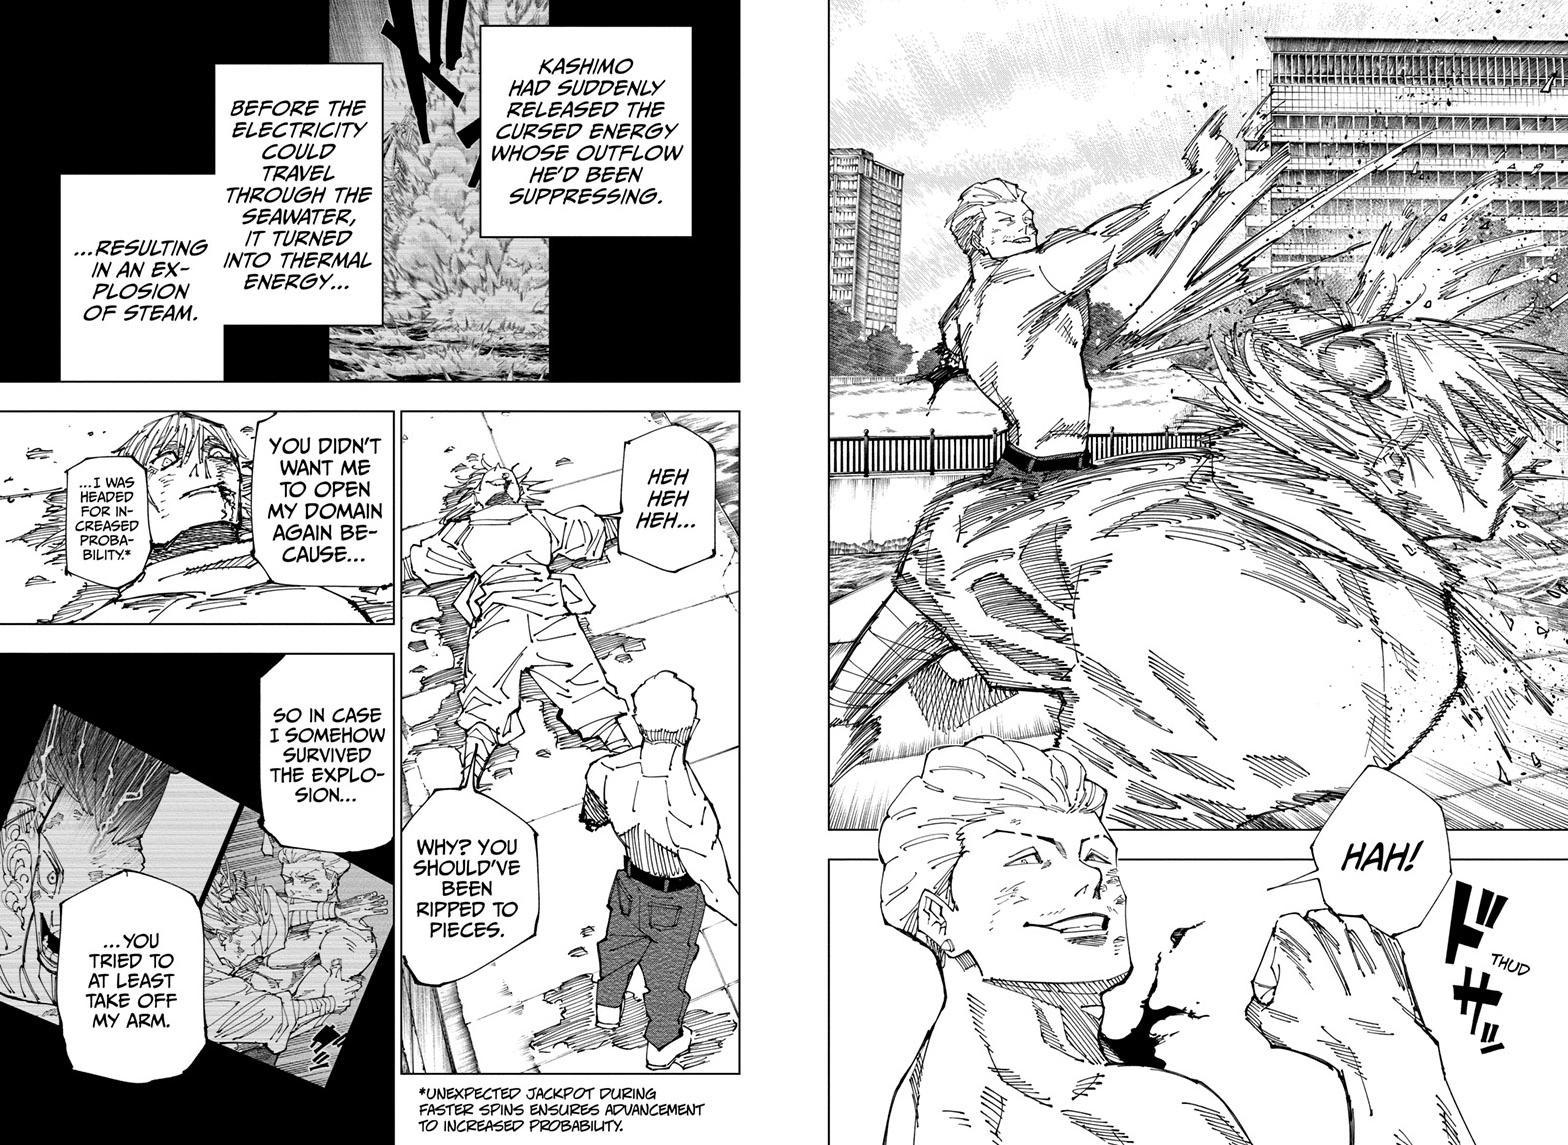 HAH!
ドサッ
THUD
KASHIMO
HAD SUDDENLY
RELEASED THE
CURSED ENERGY
WHOSE OUTFLOW
HE'D BEEN
SUPPRESSING.
BEFORE THE
ELECTRICITY
COULD
TRAVEL
THROUGH THE
SEAWATER,
IT TURNED
INTO THERMAL
ENERGY...
...RESULTING
IN AN EX-
PLOSION
OF STEAM.
HEH
HEH
HEH...
WHY? YOU
SHOULD'VE
BEEN
RIPPED TO
PIECES.
YOU DIDN'T
WANT ME
TO OPEN
MY DOMAIN
AGAIN BE-
CAUSE...
...I WAS
HEADED
FOR IN-
CREASED
PROBA-
BILITY.*
SO IN CASE
I SOMEHOW
SURVIVED
THE EXPLO-
SION...
...YOU
TRIED TO
AT LEAST
TAKE OFF
MY ARM.
*UNEXPECTED JACKPOT DURING
FASTER SPINS ENSURES ADVANCEMENT
TO INCREASED PROBABILITY.